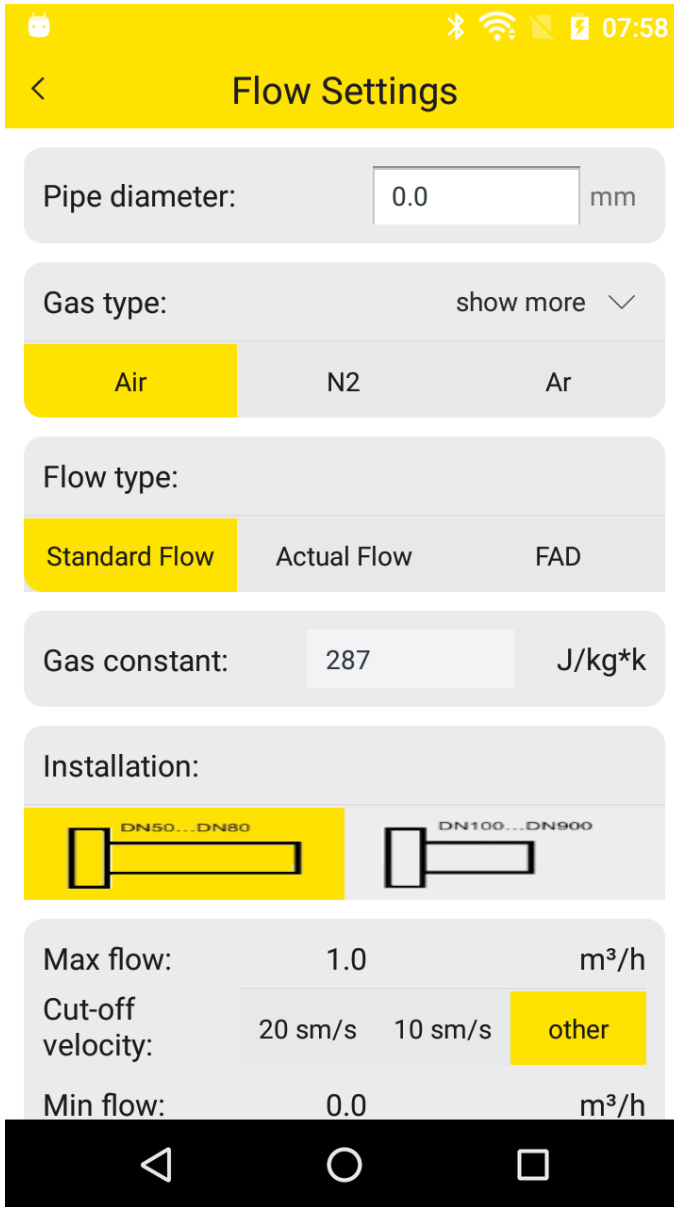 07:58
Flow Settings
Pipe diameter: 0.0 mm
Gas type: show more
Air N2 Ar
Flow type:
Standard Flow Actual Flow FAD
Gas constant: 287 J/kg*k
Installation:
DN50...DN80 DN100...DN900
Max flow: 1.0 m³/h
Cut-off
velocity: 20 sm/s 10 sm/s other
Min flow: 0.0 m³/h